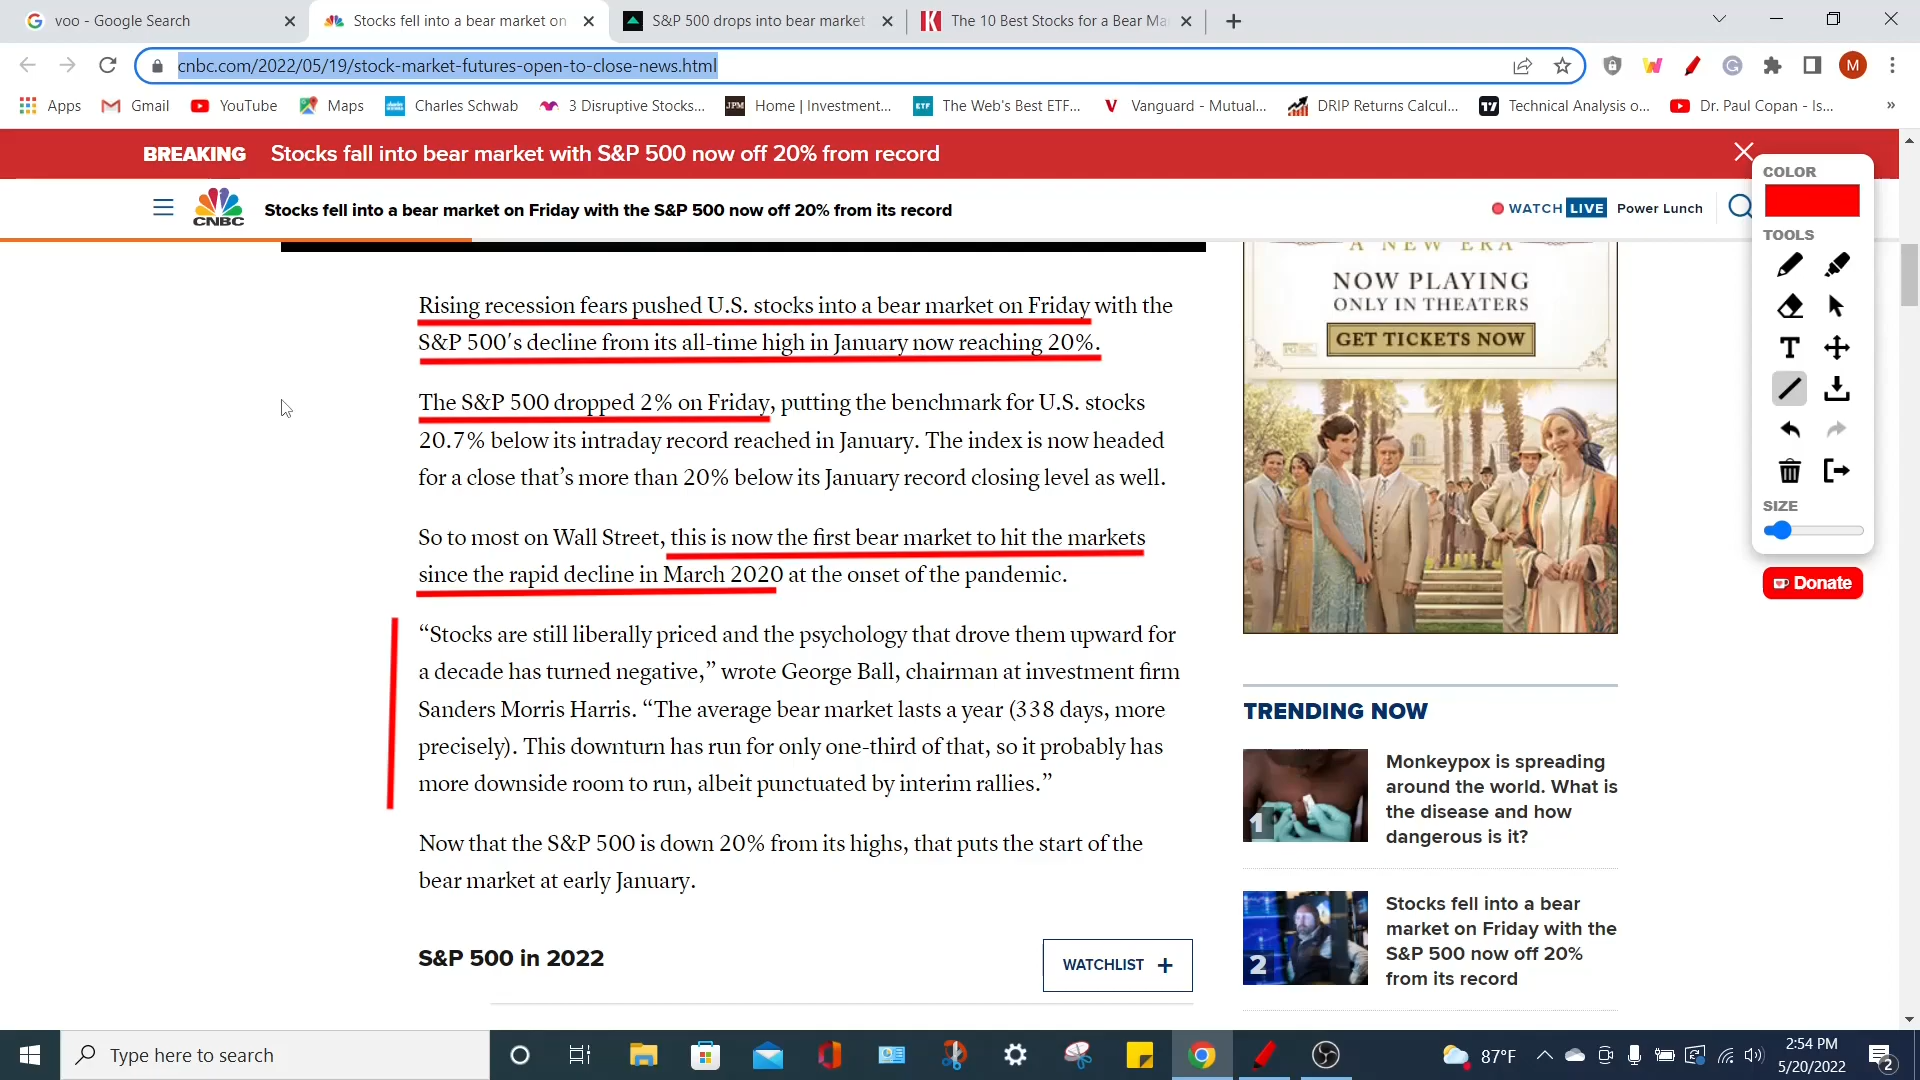 voo - Google Search
Stocks fell into a bear market on
S&P 500 drops into bear market
The 10 Best Stocks for a Bear Ma
cnbc.com/2022/05/19/stock-market-futures-open-to-close-news.html
M
Apps
Gmail
YouTube
Maps
Charles Schwab
3 Disruptive Stocks...
JPM
Home | Investment...
ETF
The Web's Best ETF...
Vanguard - Mutual...
DRIP Returns Calcul...
Technical Analysis o...
Dr. Paul Copan - Is...
»
BREAKING Stocks fall into bear market with S&P 500 now off 20% from record
CNBC
Stocks fell into a bear market on Friday with the S&P 500 now off 20% from its record
WATCH LIVE Power Lunch
Rising recession fears pushed U.S. stocks into a bear market on Friday with the
S&P 500's decline from its all-time high in January now reaching 20%.
The S&P 500 dropped 2% on Friday, putting the benchmark for U.S. stocks
20.7% below its intraday record reached in January. The index is now headed
for a close that’s more than 20% below its January record closing level as well.
So to most on Wall Street, this is now the first bear market to hit the markets
since the rapid decline in March 2020 at the onset of the pandemic.
“Stocks are still liberally priced and the psychology that drove them upward for
a decade has turned negative,” wrote George Ball, chairman at investment firm
Sanders Morris Harris. “The average bear market lasts a year (338 days, more
precisely). This downturn has run for only one-third of that, so it probably has
more downside room to run, albeit punctuated by interim rallies.”
Now that the S&P 500 is down 20% from its highs, that puts the start of the
bear market at early January.
S&P 500 in 2022
WATCHLIST +
A NEW ERA
NOW PLAYING
ONLY IN THEATERS
GET TICKETS NOW
TRENDING NOW
1
Monkeypox is spreading
around the world. What is
the disease and how
dangerous is it?
2
Stocks fell into a bear
market on Friday with the
S&P 500 now off 20%
from its record
COLOR
TOOLS
T
SIZE
Donate
Type here to search
87°F
2:54 PM
5/20/2022
2